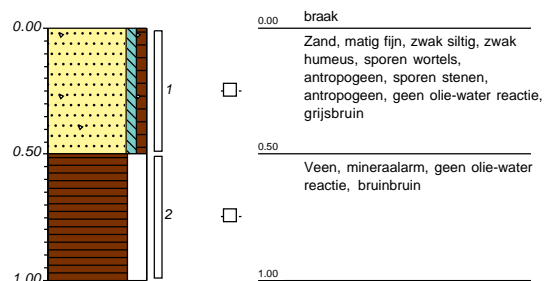 0.00
0.00
braak
1
Zand, matig fijn, zwak siltig, zwak
humeus, sporen wortels,
antropogeen, sporen stenen,
antropogeen, geen olie-water reactie,
grijsbruin
0.50
0.50
2
Veen, mineraalarm, geen olie-water
reactie, bruinbruin
1.00
1.00